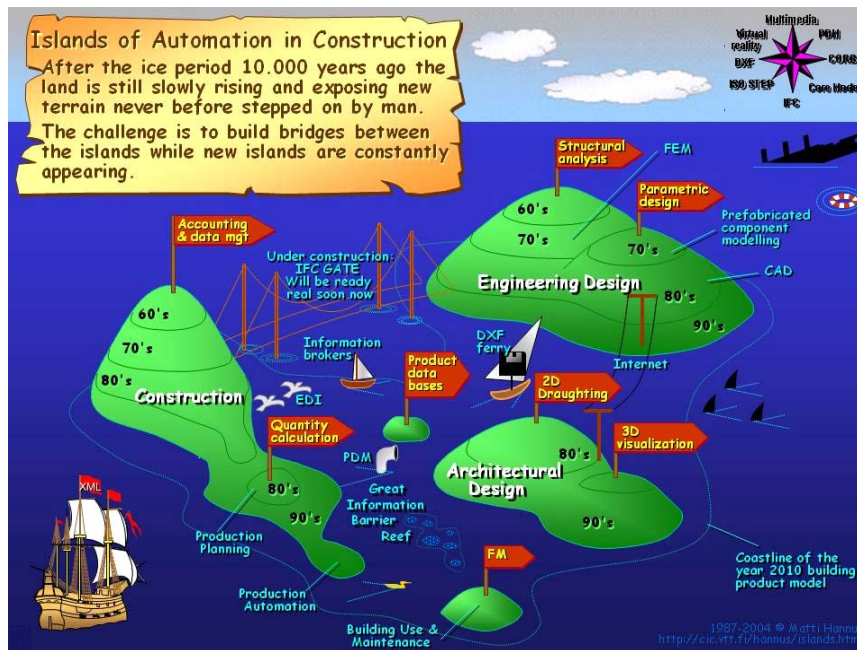 Islands of Automation in Construction
After the ice period 10.000 years ago the
land is still slowly rising and exposing new
terrain never before stepped on by man.
The challenge is to build bridges between
the islands while new islands are constantly
appearing.
Multimedia
Virtual
reality
PDM
DXF
CORB
ISO STEP
Core Mode
IFC
Structural
analysis
FEM
Parametric
design
Prefabricated
component
modelling
60's
70's
70's
CAD
Engineering Design
80's
90's
Accounting
& data mgt
Under construction:
IFC GATE
Will be ready
real soon now
60's
70's
80's
Construction
Information
brokers
DXF
ferry
Internet
Product
data
bases
EDI
2D
Draughting
Quantity
calculation
3D
visualization
80's
PDM
Architectural
Design
80's
90's
Great
Information
Barrier
Reef
90's
XML
Production
Planning
FM
Coastline of the
year 2010 building
product model
Production
Automation
Building Use &
Maintenance
1987-2004 © Matti Hannu
http://cic.vtt.fi/hannus/islands.htm